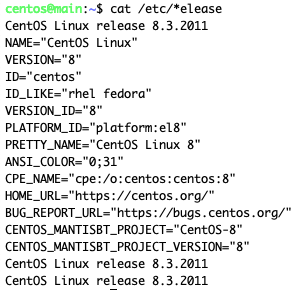 centos@main:~$ cat /etc/*elease
CentOS Linux release 8.3.2011
NAME="CentOS Linux"
VERSION="8"
ID="centos"
ID_LIKE="rhel fedora"
VERSION_ID="8"
PLATFORM_ID="platform:el8"
PRETTY_NAME="CentOS Linux 8"
ANSI_COLOR="0;31"
CPE_NAME="cpe:/o:centos:centos:8"
HOME_URL="https://centos.org/"
BUG_REPORT_URL="https://bugs.centos.org/"
CENTOS_MANTISBT_PROJECT="CentOS-8"
CENTOS_MANTISBT_PROJECT_VERSION="8"
CentOS Linux release 8.3.2011
CentOS Linux release 8.3.2011